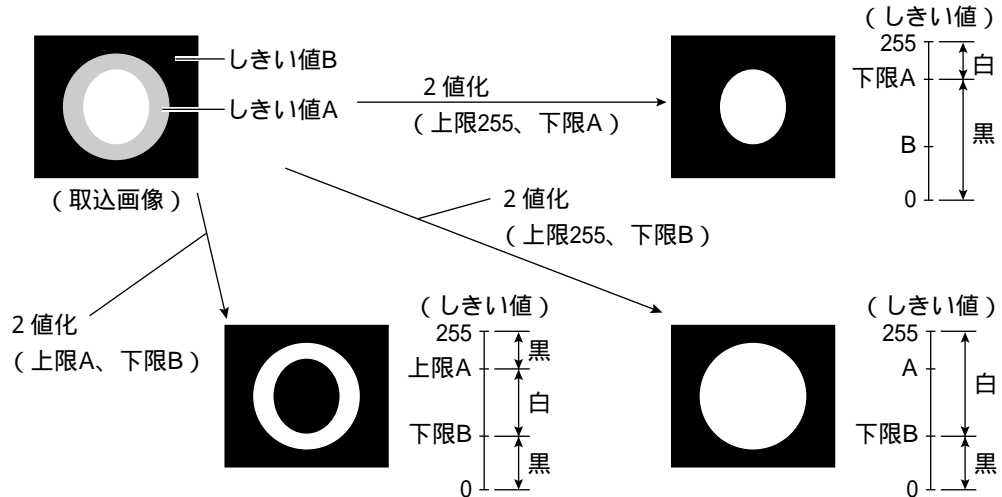 しきい値B
しきい値A
（取込画像）
2 値化
（上限255、下限A）
（しきい値）
255
下限A
B
0
白
黒
2 値化
（上限255、下限B）
2 値化
（上限A、下限B）
（しきい値）
255
上限A
下限B
0
黒
白
黒
（しきい値）
255
A
下限B
0
白
黒